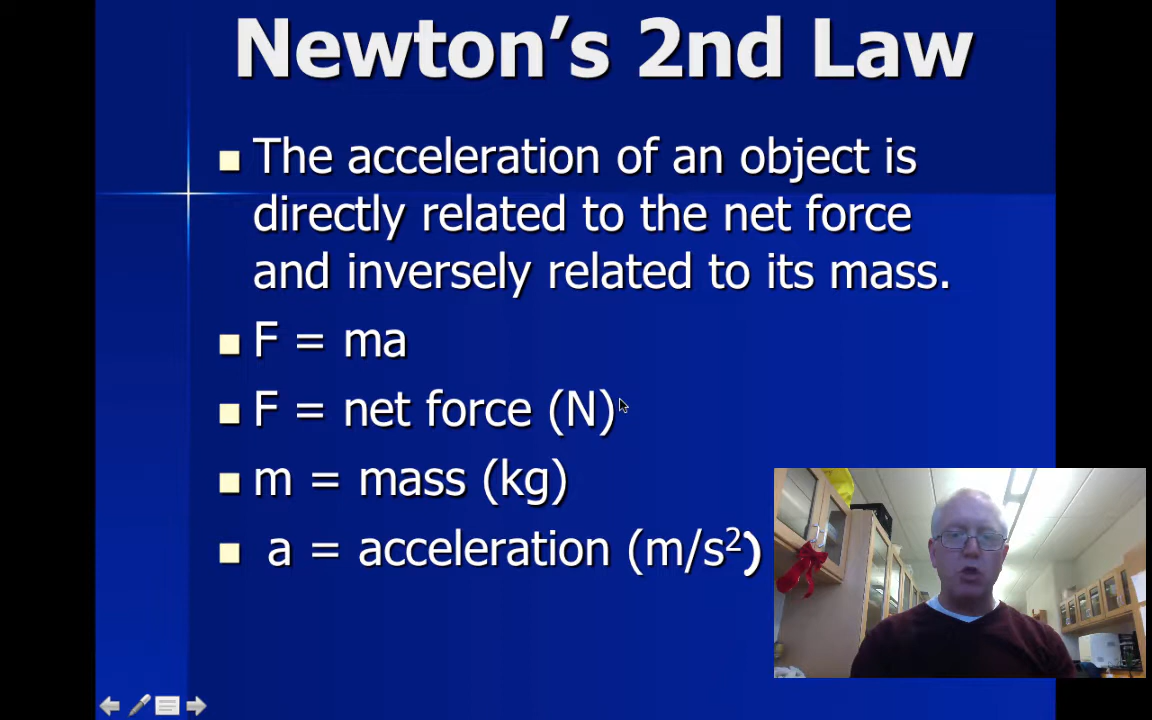 Newton’s 2nd Law
The acceleration of an object is
directly related to the net force
and inversely related to its mass.
F = ma
F = net force (N)
m = mass (kg)
a = acceleration (m/s²)